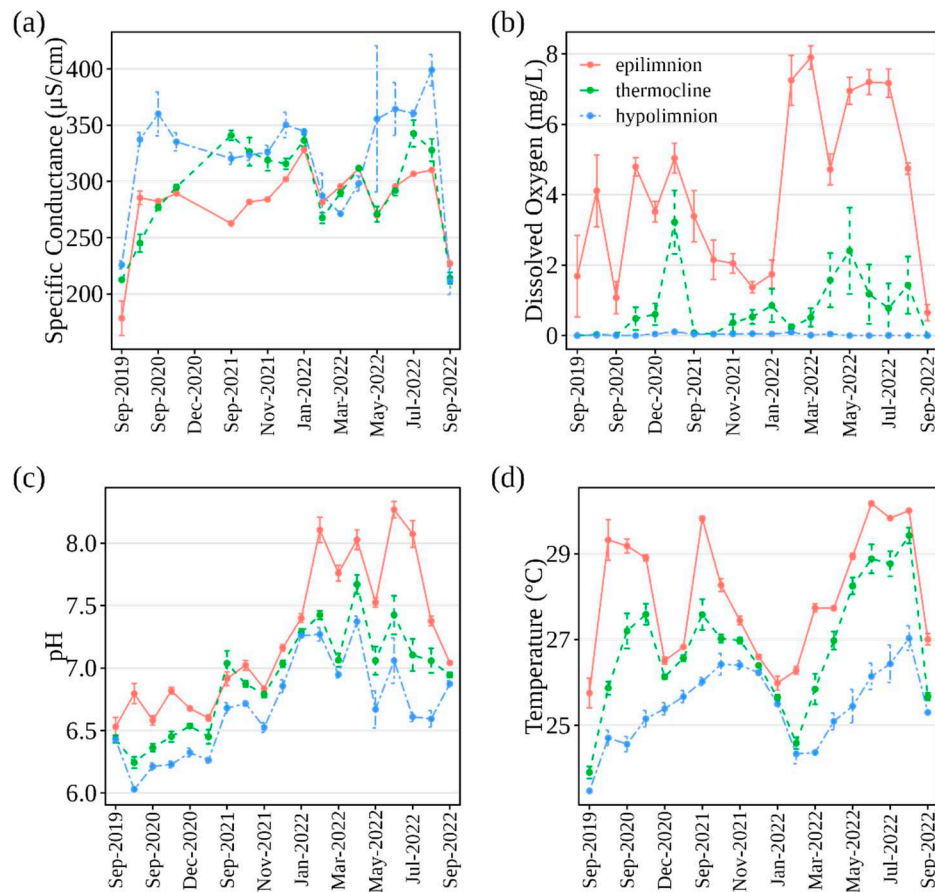 (a)
Specific Conductance (μS/cm)
400
350
300
250
200
Sep-2019
Sep-2020
Dec-2020
Sep-2021
Nov-2021
Jan-2022
Mar-2022
May-2022
Jul-2022
Sep-2022
(b)
Dissolved Oxygen (mg/L)
8
6
4
2
0
epilimnion
thermocline
hypolimnion
Sep-2019
Sep-2020
Dec-2020
Sep-2021
Nov-2021
Jan-2022
Mar-2022
May-2022
Jul-2022
Sep-2022
(c)
pH
8.0
7.5
7.0
6.5
6.0
Sep-2019
Sep-2020
Dec-2020
Sep-2021
Nov-2021
Jan-2022
Mar-2022
May-2022
Jul-2022
Sep-2022
(d)
Temperature (°C)
29
27
25
Sep-2019
Sep-2020
Dec-2020
Sep-2021
Nov-2021
Jan-2022
Mar-2022
May-2022
Jul-2022
Sep-2022